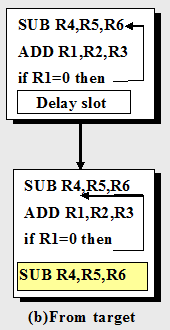 SUB R4,R5,R6
ADD R1,R2,R3
if R1=0 then
Delay slot
SUB R4,R5,R6
ADD R1,R2,R3
if R1=0 then
SUB R4,R5,R6
(b)From target